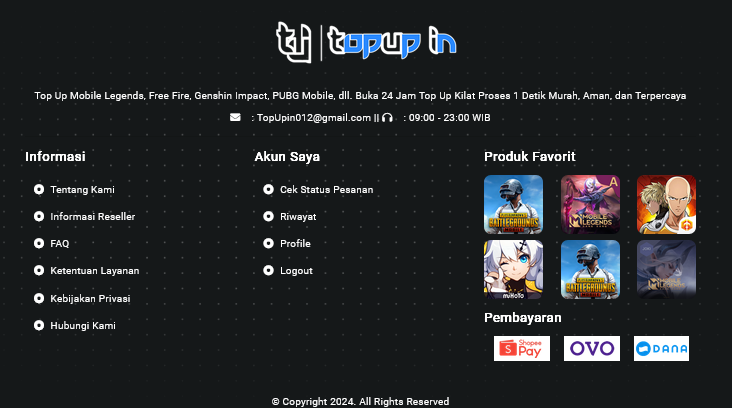 topup in
Top Up Mobile Legends, Free Fire, Genshin Impact, PUBG Mobile, dll. Buka 24 Jam Top Up Kilat Proses 1 Detik Murah, Aman, dan Terpercaya
: TopUpin012@gmail.com || : 09:00 - 23:00 WIB
Informasi
Tentang Kami
Informasi Reseller
FAQ
Ketentuan Layanan
Kebijakan Privasi
Hubungi Kami
Akun Saya
Cek Status Pesanan
Riwayat
Profile
Logout
Produk Favorit
BATTLEGROUNDS
A
MOBILE
LEGENDS
miHoYo
BATTLEGROUNDS
Pembayaran
Shopee
Pay
OVO
DANA
© Copyright 2024. All Rights Reserved